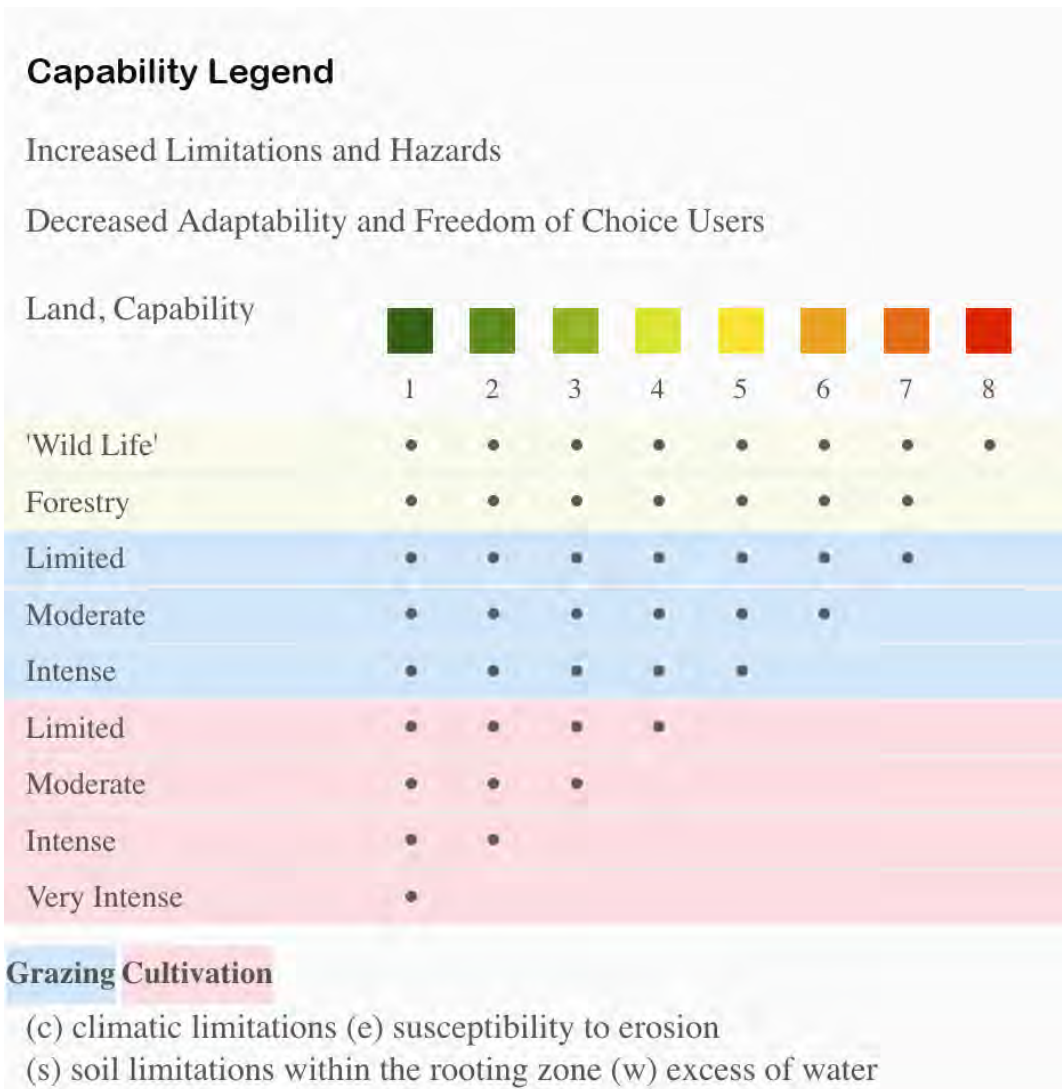 Capability Legend
Increased Limitations and Hazards
Decreased Adaptability and Freedom of Choice Users
Land, Capability
1 2 3 4 5 6 7 8
'Wild Life'
Forestry
Limited
Moderate
Intense
Limited
Moderate
Intense
Very Intense
Grazing Cultivation
(c) climatic limitations (e) susceptibility to erosion
(s) soil limitations within the rooting zone (w) excess of water